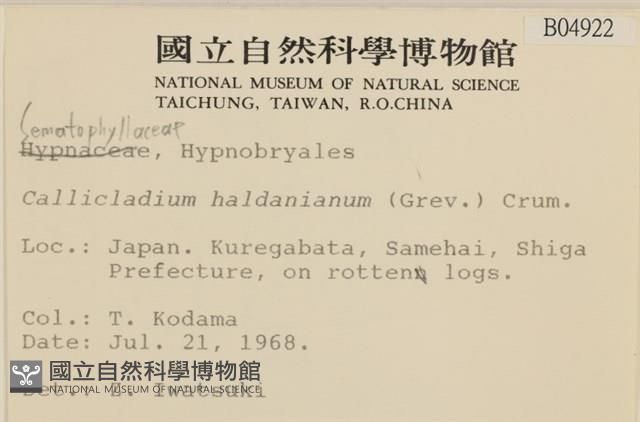 B04922
國立自然科學博物館
NATIONAL MUSEUM OF NATURAL SCIENCE
TAICHUNG, TAIWAN, R.O.CHINA
Sematophyllaceae
Hypnaceae, Hypnobryales
Callicladium haldanianum (Grev.) Crum.
Loc.: Japan. Kuregabata, Samehai, Shiga
Prefecture, on rotten logs.
Col.: T. Kodama
Date: Jul. 21, 1968.
國立自然科學博物館
NATIONAL MUSEUM OF NATURAL SCIENCE
Det.: Z. Iwatsuki